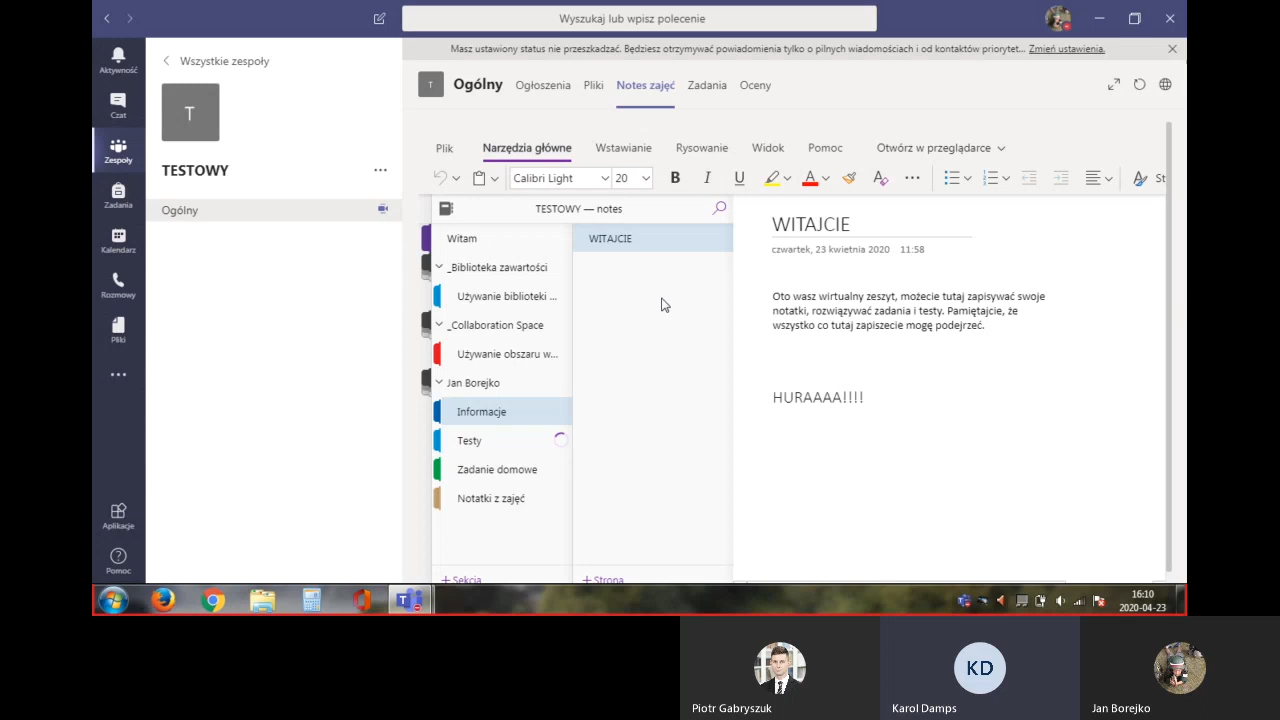 Wyszukaj lub wpisz polecenie
Masz ustawiony status nie przeszkadzać. Będziesz otrzymywać powiadomienia tylko o pilnych wiadomościach i od kontaktów priorytet... Zmień ustawienia.
Aktywność
Czat
Zespoły
Zadania
Kalendarz
Rozmowy
Pliki
Aplikacje
Pomoc
Wszystkie zespoły
T
TESTOWY
Ogólny
T
Ogólny Ogłoszenia Pliki Notes zajęć Zadania Oceny
Plik Narzędzia główne Wstawianie Rysowanie Widok Pomoc Otwórz w przeglądarce
Calibri Light 20 B I U A A St
TESTOWY — notes
Witam
_Biblioteka zawartości
Używanie biblioteki ...
_Collaboration Space
Używanie obszaru w...
Jan Borejko
Informacje
Testy
Zadanie domowe
Notatki z zajęć
+ Sekcja
WITAJCIE
+ Strona
WITAJCIE
czwartek, 23 kwietnia 2020 11:58
Oto wasz wirtualny zeszyt, możecie tutaj zapisywać swoje
notatki, rozwiązywać zadania i testy. Pamiętajcie, że
wszystko co tutaj zapiszecie mogę podejrzeć.
HURAAAA!!!!
16:10
2020-04-23
Piotr Gabryszuk
KD
Karol Damps
Jan Borejko